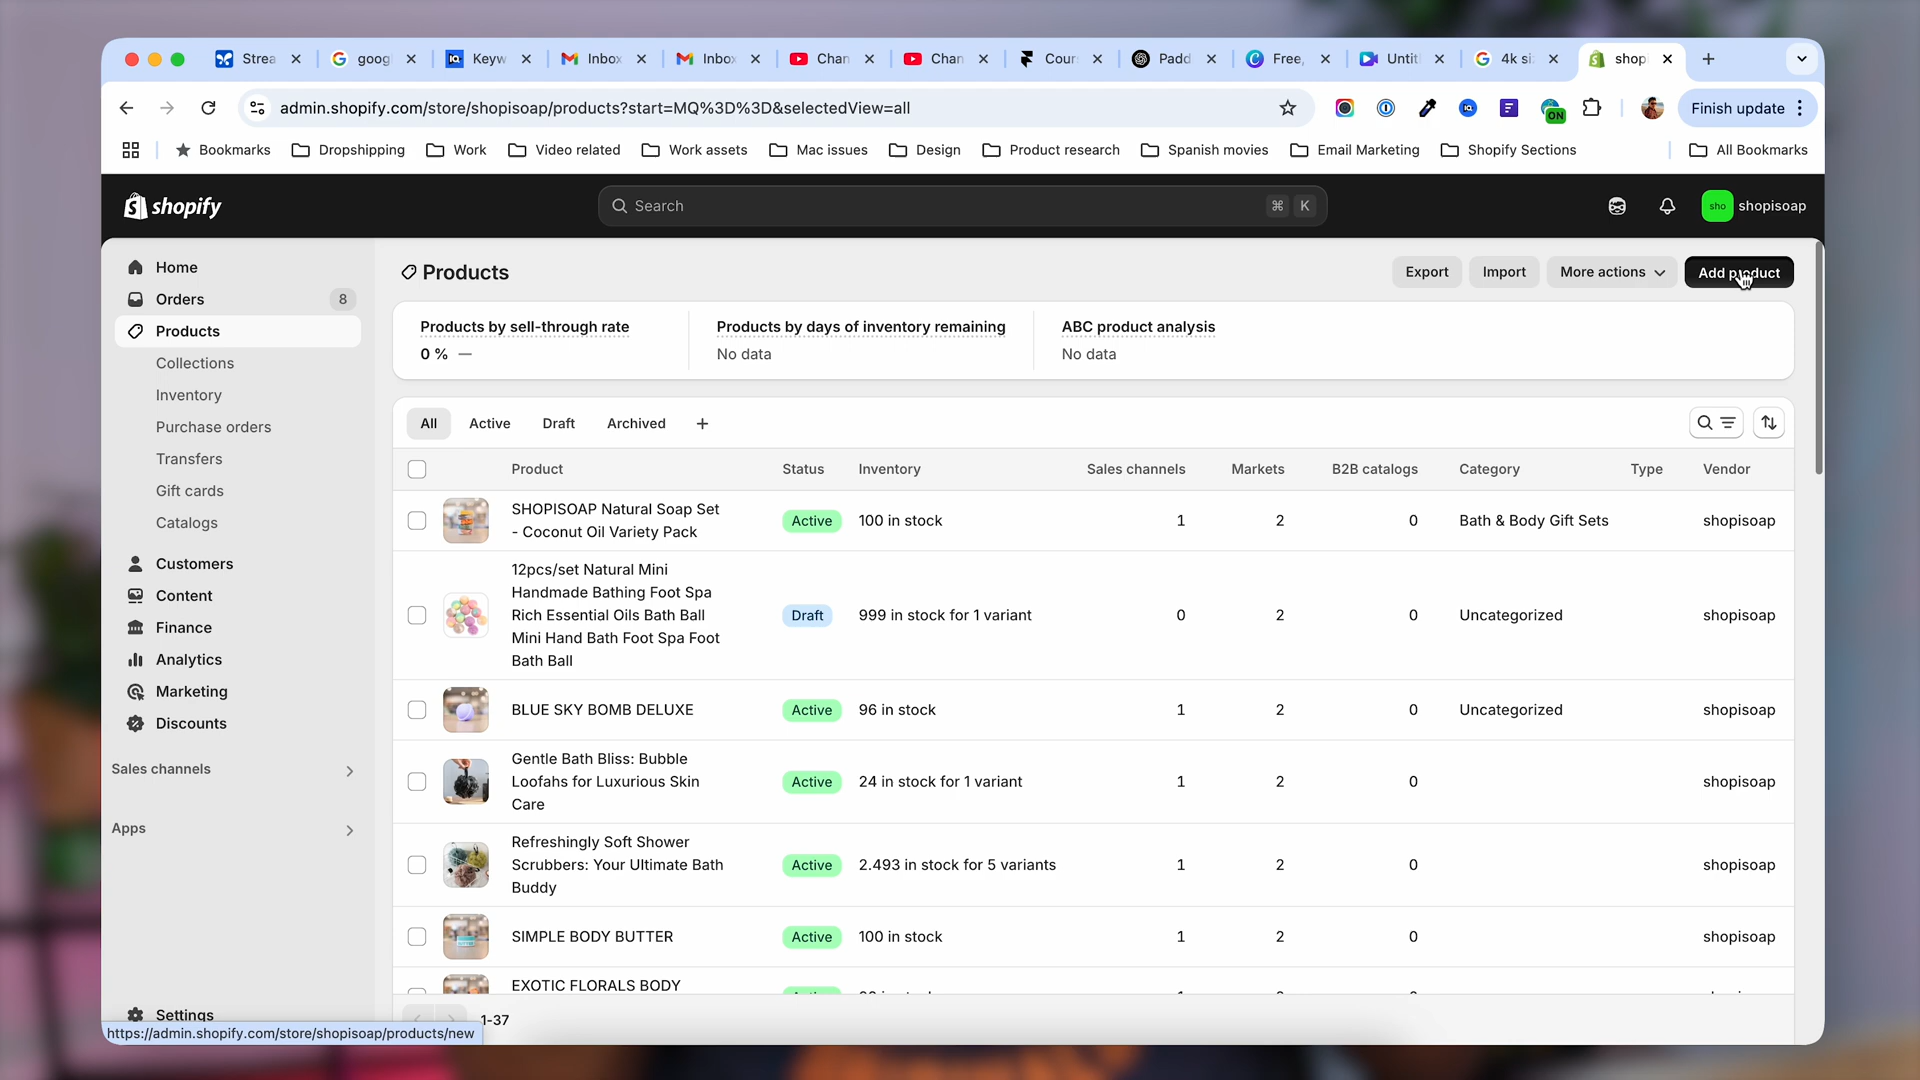 Strea
goog
Keyw
Inbox
Inbox
Chan
Chan
Cour
Padd
Free,
Untit
4k si
shop
admin.shopify.com/store/shopisoap/products?start=MQ%3D%3D&selectedView=all
ON
Finish update
Bookmarks
Dropshipping
Work
Video related
Work assets
Mac issues
Design
Product research
Spanish movies
Email Marketing
Shopify Sections
All Bookmarks
shopify
Search
⌘ K
sho
shopisoap
Home
Orders 8
Products
Collections
Inventory
Purchase orders
Transfers
Gift cards
Catalogs
Customers
Content
Finance
Analytics
Marketing
Discounts
Sales channels
Apps
Settings
https://admin.shopify.com/store/shopisoap/products/new
Products
Export
Import
More actions
Add product
Products by sell-through rate
0 % —
Products by days of inventory remaining
No data
ABC product analysis
No data
All
Active
Draft
Archived
+
Product Status Inventory Sales channels Markets B2B catalogs Category Type Vendor
SHOPISOAP Natural Soap Set
- Coconut Oil Variety Pack
Active 100 in stock 1 2 0 Bath & Body Gift Sets shopisoap
12pcs/set Natural Mini
Handmade Bathing Foot Spa
Rich Essential Oils Bath Ball
Mini Hand Bath Foot Spa Foot
Bath Ball
Draft 999 in stock for 1 variant 0 2 0 Uncategorized shopisoap
BLUE SKY BOMB DELUXE Active 96 in stock 1 2 0 Uncategorized shopisoap
Gentle Bath Bliss: Bubble
Loofahs for Luxurious Skin
Care
Active 24 in stock for 1 variant 1 2 0 shopisoap
Refreshingly Soft Shower
Scrubbers: Your Ultimate Bath
Buddy
Active 2.493 in stock for 5 variants 1 2 0 shopisoap
SIMPLE BODY BUTTER Active 100 in stock 1 2 0 shopisoap
EXOTIC FLORALS BODY
1-37